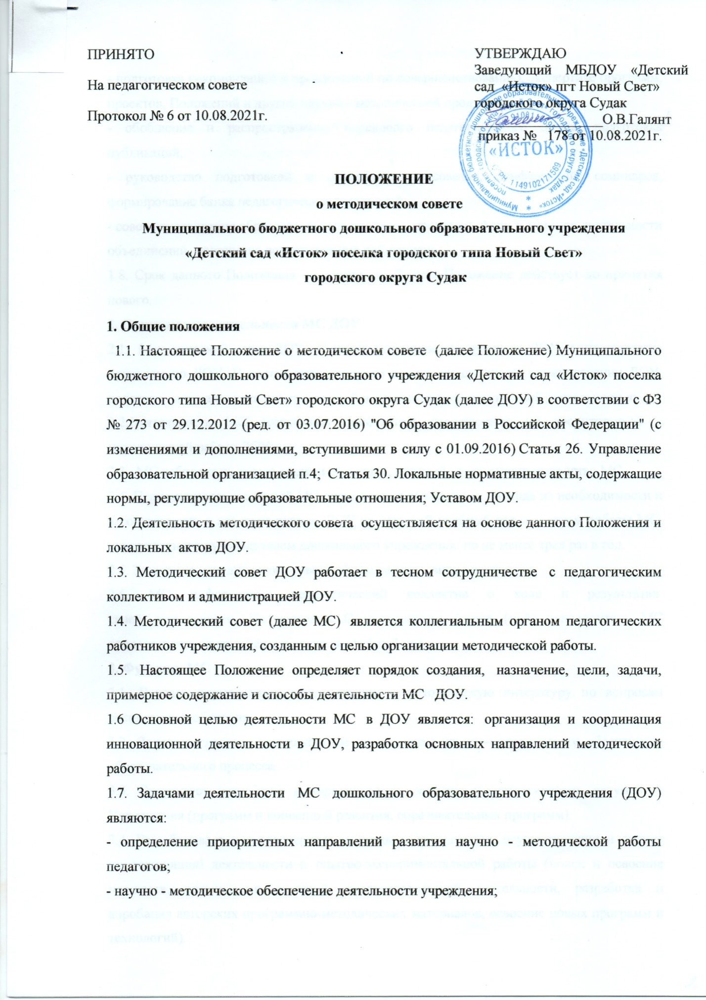 ПРИНЯТО
На педагогическом совете
Протокол № 6 от 10.08.2021г.
УТВЕРЖДАЮ
Заведующий МБДОУ «Детский
сад «Исток» пгт Новый Свет»
городского округа Судак
О.В.Галянт
приказ № 178 от 10.08.2021г.
«ИСТОК»
1149102171569
ПОЛОЖЕНИЕ
о методическом совете
Муниципального бюджетного дошкольного образовательного учреждения
«Детский сад «Исток» поселка городского типа Новый Свет»
городского округа Судак
1. Общие положения
1.1. Настоящее Положение о методическом совете (далее Положение) Муниципального
бюджетного дошкольного образовательного учреждения «Детский сад «Исток» поселка
городского типа Новый Свет» городского округа Судак (далее ДОУ) в соответствии с ФЗ
№ 273 от 29.12.2012 (ред. от 03.07.2016) "Об образовании в Российской Федерации" (с
изменениями и дополнениями, вступившими в силу с 01.09.2016) Статья 26. Управление
образовательной организацией п.4; Статья 30. Локальные нормативные акты, содержащие
нормы, регулирующие образовательные отношения; Уставом ДОУ.
1.2. Деятельность методического совета осуществляется на основе данного Положения и
локальных актов ДОУ.
1.3. Методический совет ДОУ работает в тесном сотрудничестве с педагогическим
коллективом и администрацией ДОУ.
1.4. Методический совет (далее МС) является коллегиальным органом педагогических
работников учреждения, созданным с целью организации методической работы.
1.5. Настоящее Положение определяет порядок создания, назначение, цели, задачи,
примерное содержание и способы деятельности МС ДОУ.
1.6 Основной целью деятельности МС в ДОУ является: организация и координация
инновационной деятельности в ДОУ, разработка основных направлений методической
работы.
1.7. Задачами деятельности МС дошкольного образовательного учреждения (ДОУ)
являются:
- определение приоритетных направлений развития научно - методической работы
педагогов;
- научно - методическое обеспечение деятельности учреждения;